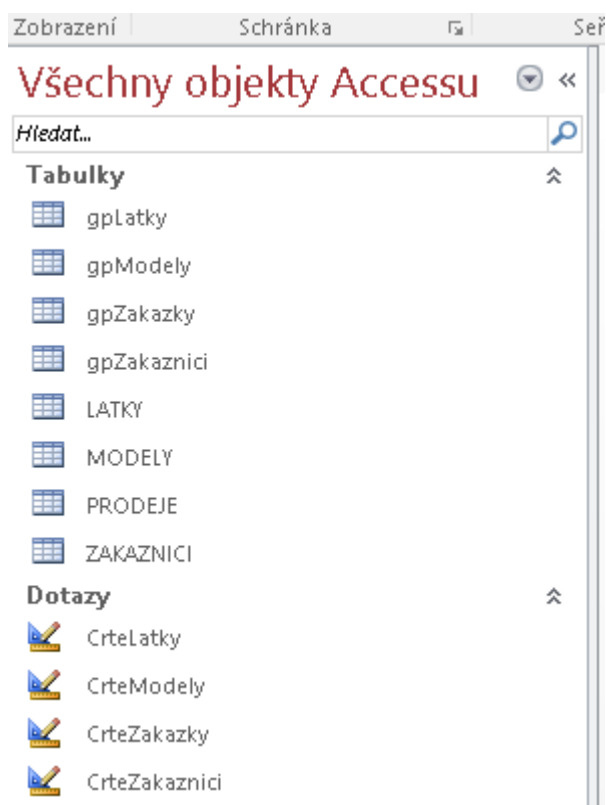 Zobrazení Schránka Seř
Všechny objekty Accessu
Hledat...
Tabulky
gpLatky
gpModely
gpZakazky
gpZakaznici
LATKY
MODELY
PRODEJE
ZAKAZNICI
Dotazy
CrteLatky
CrteModely
CrteZakazky
CrteZakaznici